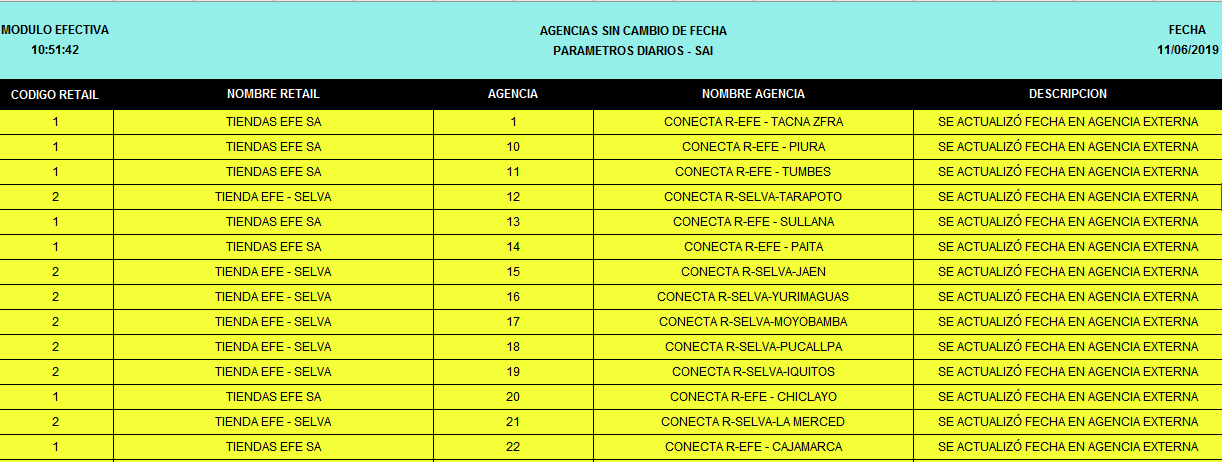 MODULO EFECTIVA AGENCIAS SIN CAMBIO DE FECHA FECHA
10:51:42 PARAMETROS DIARIOS - SAI 11/06/2019
CODIGO RETAIL NOMBRE RETAIL AGENCIA NOMBRE AGENCIA DESCRIPCION
1 TIENDAS EFE SA 1 CONECTA R-EFE - TACNA ZFRA SE ACTUALIZÓ FECHA EN AGENCIA EXTERNA
1 TIENDAS EFE SA 10 CONECTA R-EFE - PIURA SE ACTUALIZÓ FECHA EN AGENCIA EXTERNA
1 TIENDAS EFE SA 11 CONECTA R-EFE - TUMBES SE ACTUALIZÓ FECHA EN AGENCIA EXTERNA
2 TIENDA EFE - SELVA 12 CONECTA R-SELVA-TARAPOTO SE ACTUALIZÓ FECHA EN AGENCIA EXTERNA
1 TIENDAS EFE SA 13 CONECTA R-EFE - SULLANA SE ACTUALIZÓ FECHA EN AGENCIA EXTERNA
1 TIENDAS EFE SA 14 CONECTA R-EFE - PAITA SE ACTUALIZÓ FECHA EN AGENCIA EXTERNA
2 TIENDA EFE - SELVA 15 CONECTA R-SELVA-JAEN SE ACTUALIZÓ FECHA EN AGENCIA EXTERNA
2 TIENDA EFE - SELVA 16 CONECTA R-SELVA-YURIMAGUAS SE ACTUALIZÓ FECHA EN AGENCIA EXTERNA
2 TIENDA EFE - SELVA 17 CONECTA R-SELVA-MOYOBAMBA SE ACTUALIZÓ FECHA EN AGENCIA EXTERNA
2 TIENDA EFE - SELVA 18 CONECTA R-SELVA-PUCALLPA SE ACTUALIZÓ FECHA EN AGENCIA EXTERNA
2 TIENDA EFE - SELVA 19 CONECTA R-SELVA-IQUITOS SE ACTUALIZÓ FECHA EN AGENCIA EXTERNA
1 TIENDAS EFE SA 20 CONECTA R-EFE - CHICLAYO SE ACTUALIZÓ FECHA EN AGENCIA EXTERNA
2 TIENDA EFE - SELVA 21 CONECTA R-SELVA-LA MERCED SE ACTUALIZÓ FECHA EN AGENCIA EXTERNA
1 TIENDAS EFE SA 22 CONECTA R-EFE - CAJAMARCA SE ACTUALIZÓ FECHA EN AGENCIA EXTERNA